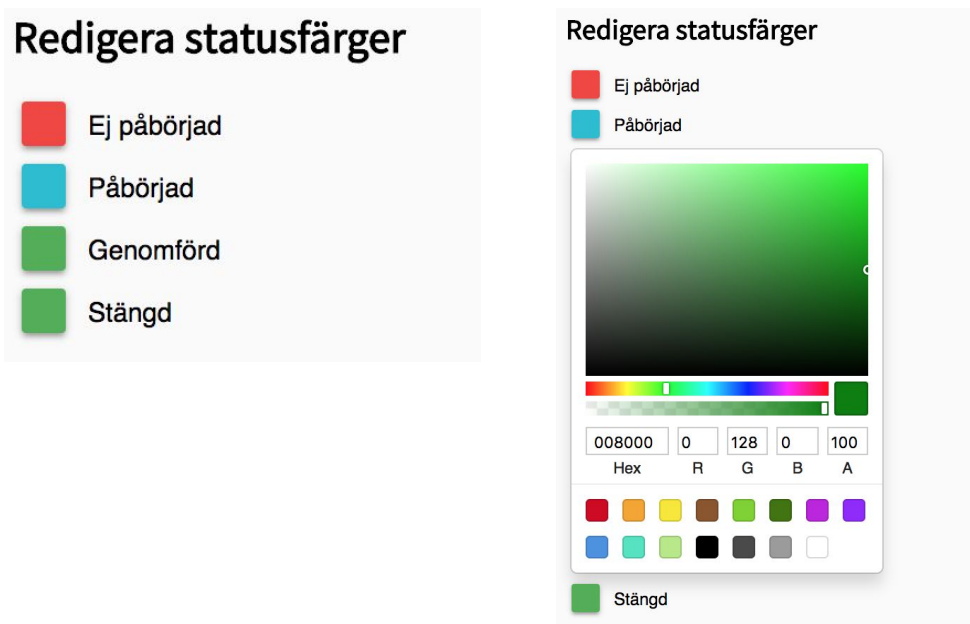 Redigera statusfärger
Ej påbörjad
Påbörjad
Genomförd
Stängd
Redigera statusfärger
Ej påbörjad
Påbörjad
008000 0 128 0 100
Hex R G B A
Stängd